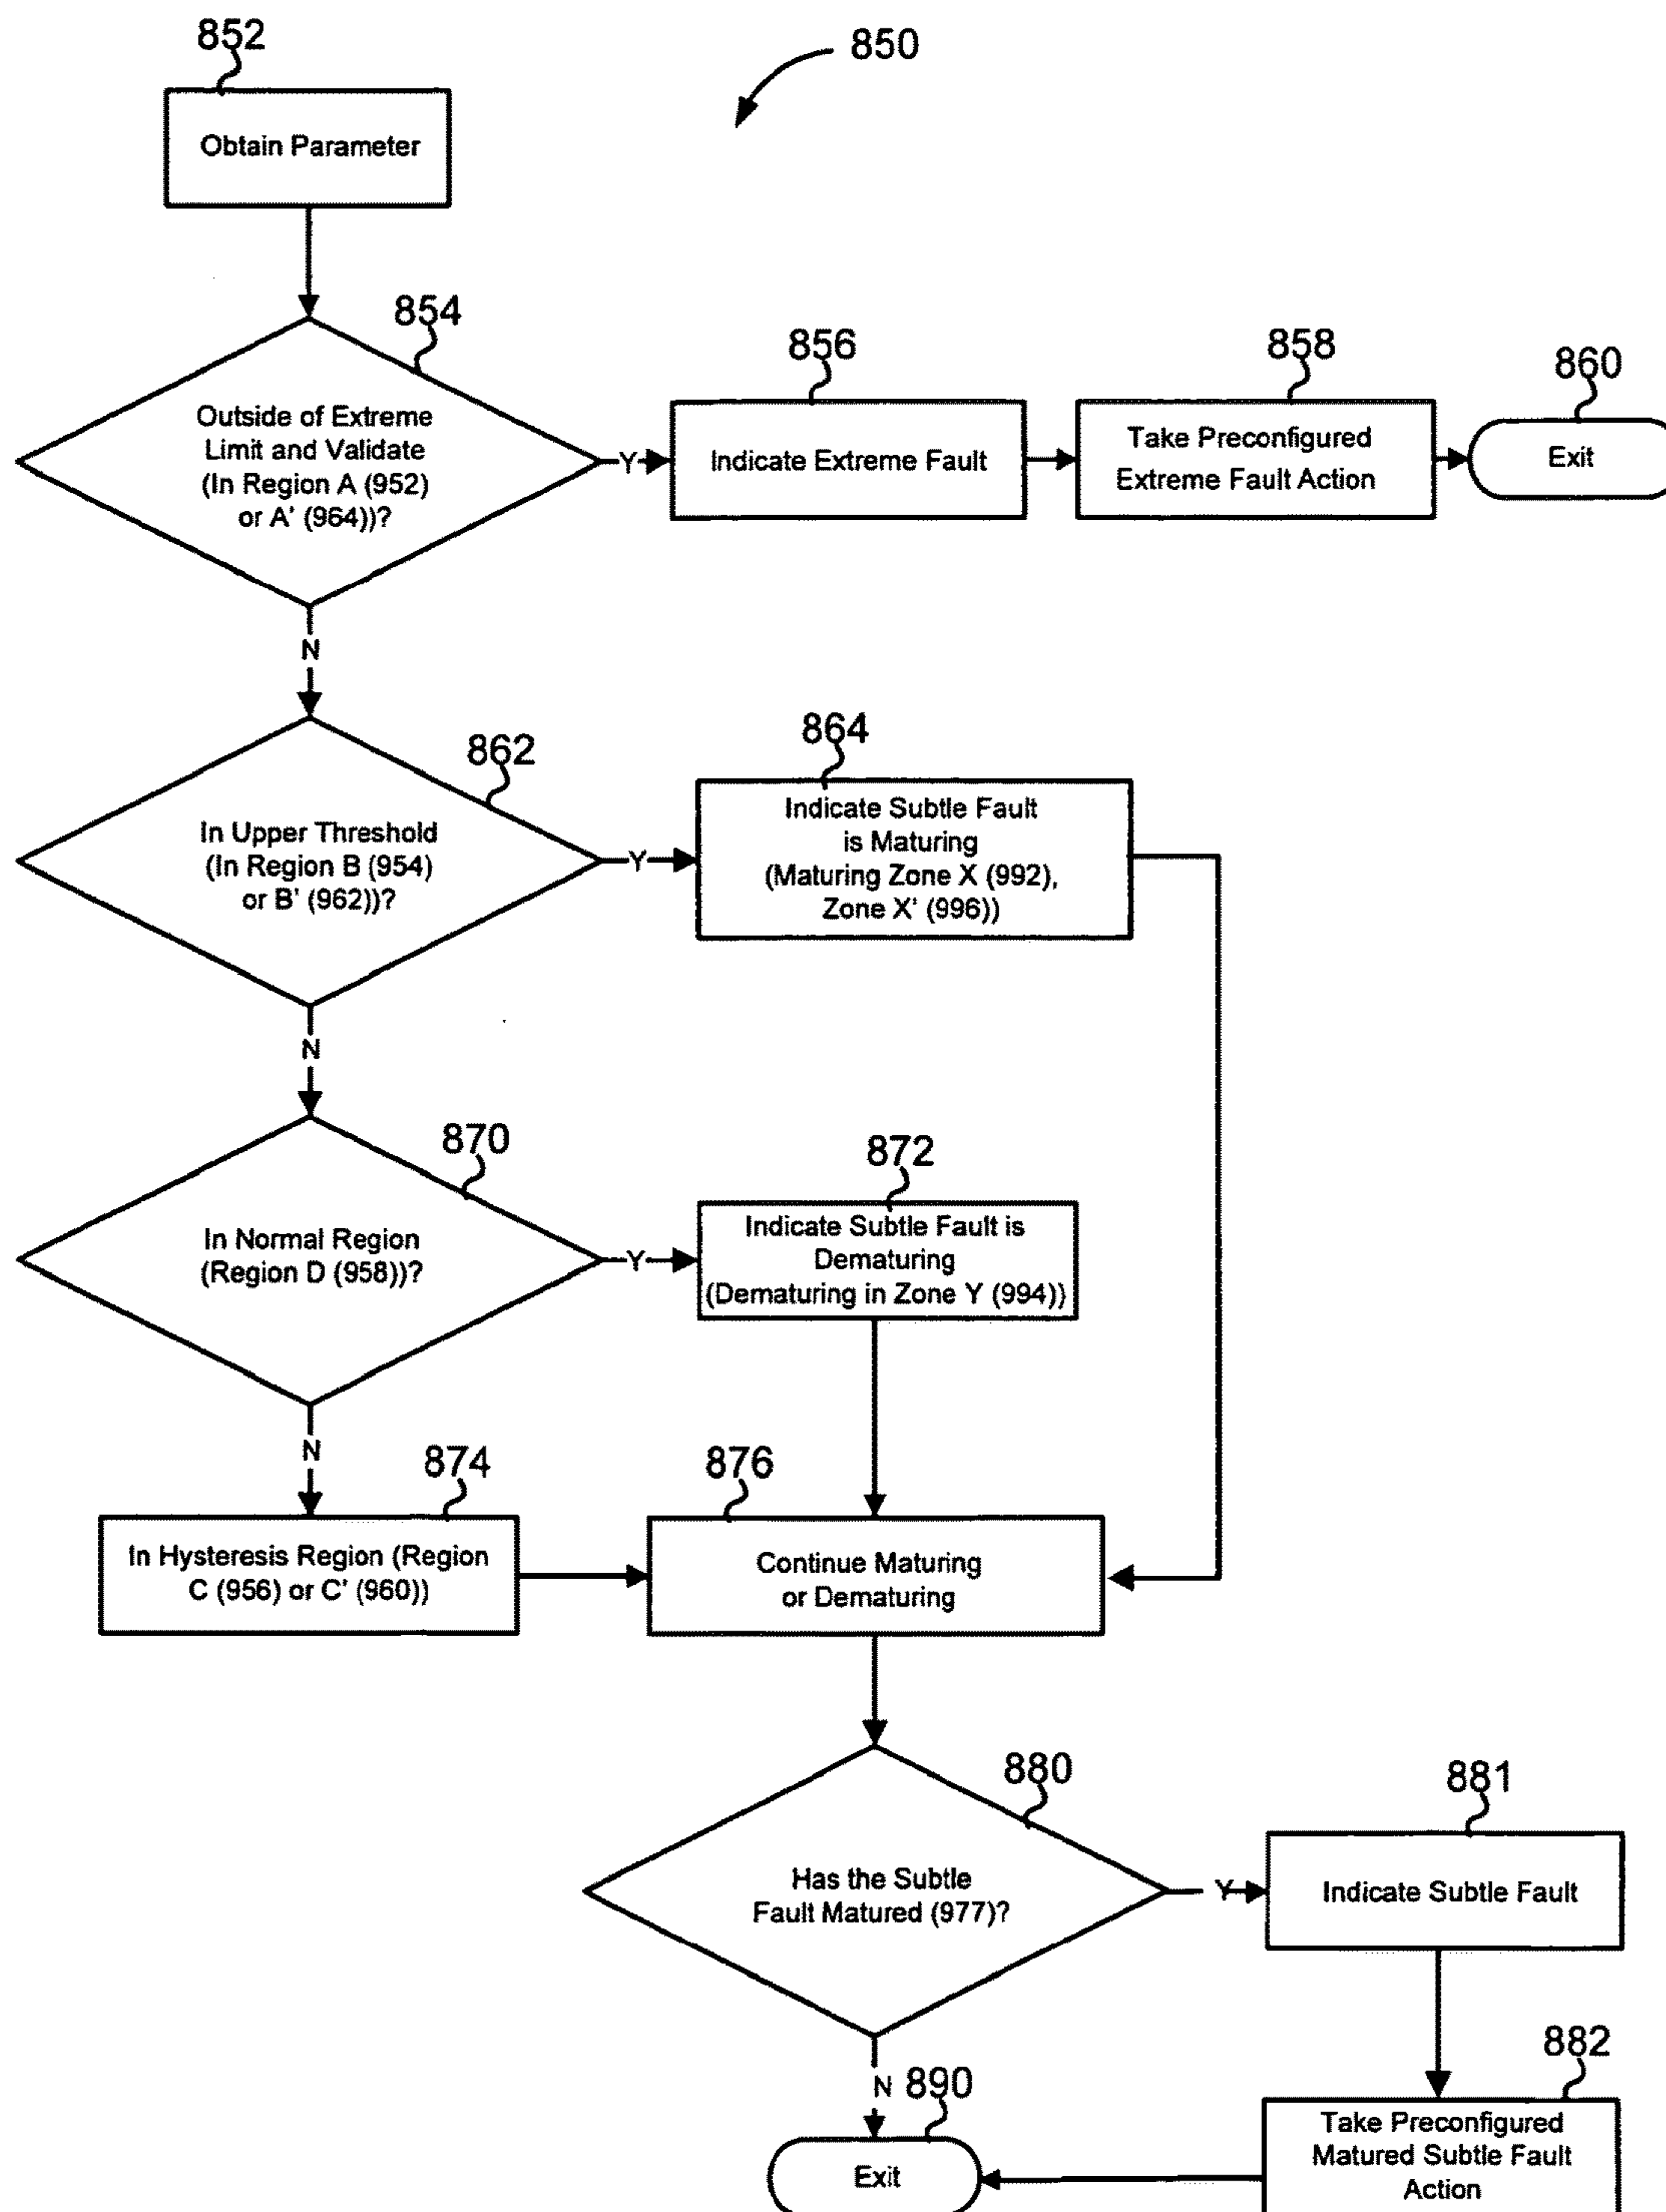 852
850
Obtain Parameter
854
Outside of Extreme
Limit and Validate
(In Region A (952)
or A' (964))?
Y
856
Indicate Extreme Fault
858
Take Preconfigured
Extreme Fault Action
860
Exit
N
862
In Upper Threshold
(In Region B (954)
or B' (962))?
Y
864
Indicate Subtle Fault
is Maturing
(Maturing Zone X (992),
Zone X' (996))
N
870
In Normal Region
(Region D (958))?
Y
872
Indicate Subtle Fault is
Dematuring
(Dematuring in Zone Y (994))
N
874
In Hysteresis Region (Region
C (956) or C' (960))
876
Continue Maturing
or Dematuring
880
Has the Subtle
Fault Matured (977)?
Y
881
Indicate Subtle Fault
882
Take Preconfigured
Matured Subtle Fault
Action
N
890
Exit